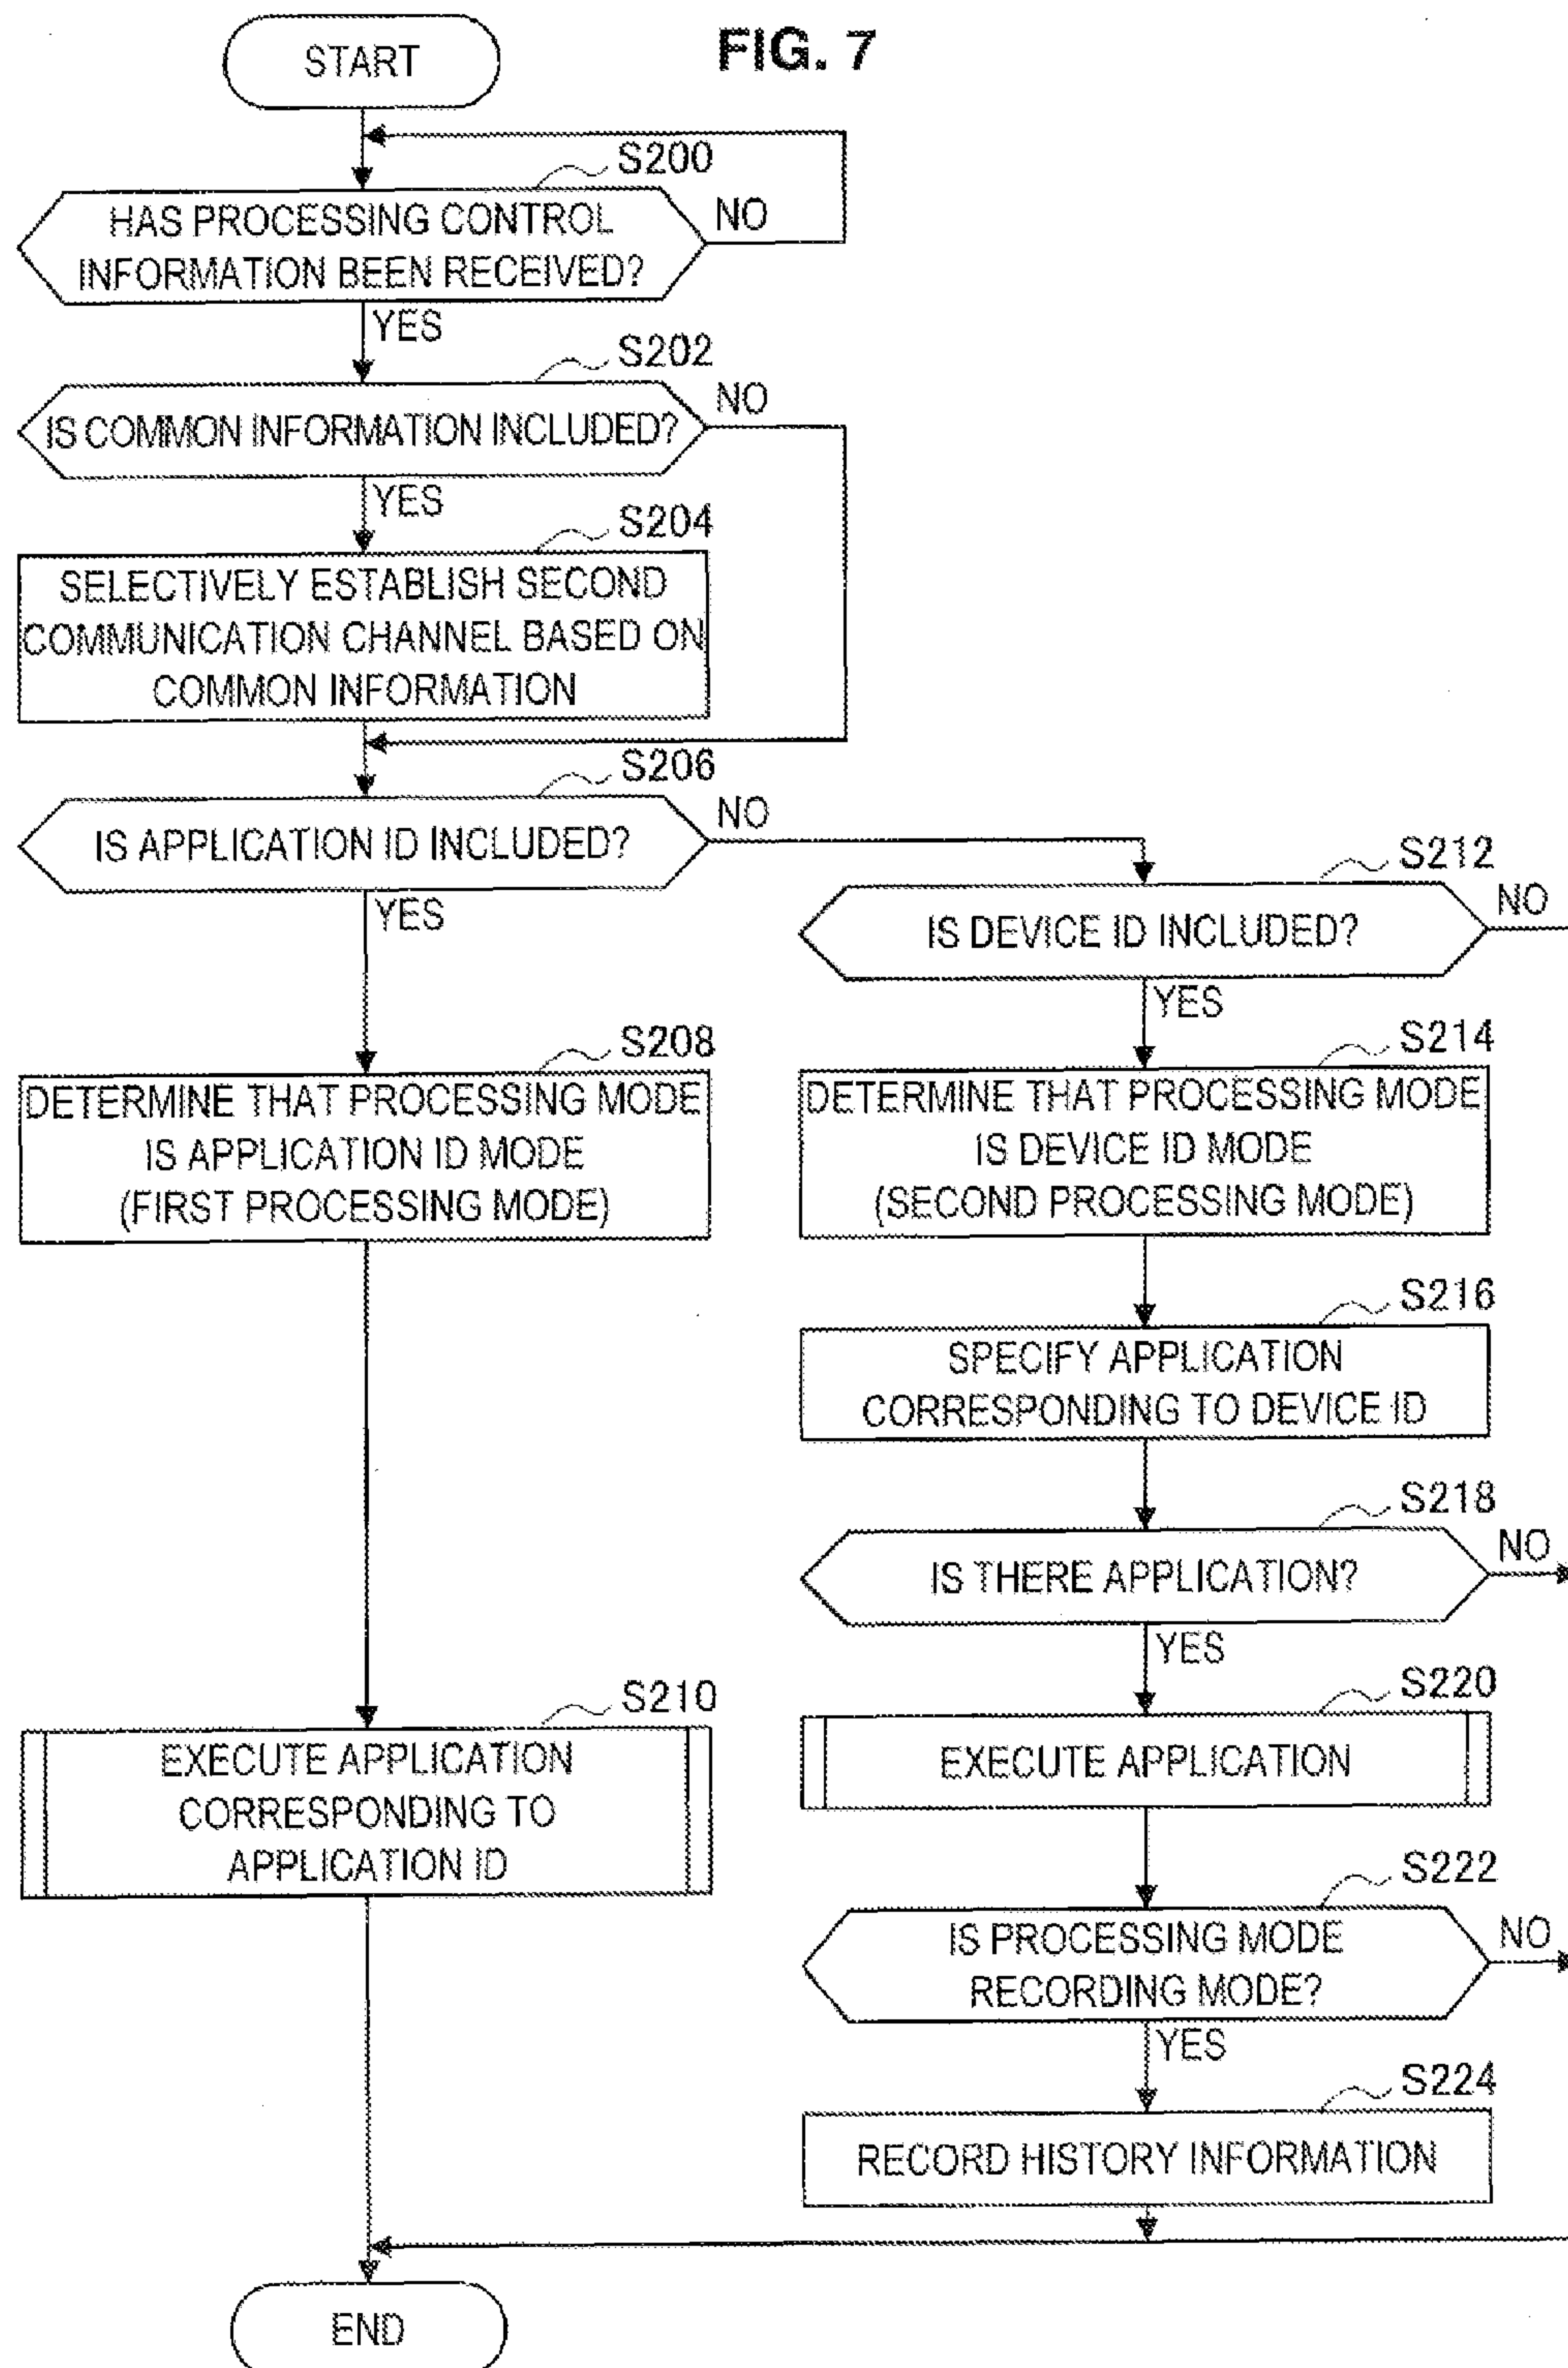 FIG. 7
START
S200
HAS PROCESSING CONTROL
INFORMATION BEEN RECEIVED?
NO
YES
S202
IS COMMON INFORMATION INCLUDED?
NO
YES
S204
SELECTIVELY ESTABLISH SECOND
COMMUNICATION CHANNEL BASED ON
COMMON INFORMATION
S206
IS APPLICATION ID INCLUDED?
NO
YES
S208
DETERMINE THAT PROCESSING MODE
IS APPLICATION ID MODE
(FIRST PROCESSING MODE)
S210
EXECUTE APPLICATION
CORRESPONDING TO
APPLICATION ID
S212
IS DEVICE ID INCLUDED?
NO
YES
S214
DETERMINE THAT PROCESSING MODE
IS DEVICE ID MODE
(SECOND PROCESSING MODE)
S216
SPECIFY APPLICATION
CORRESPONDING TO DEVICE ID
S218
IS THERE APPLICATION?
NO
YES
S220
EXECUTE APPLICATION
S222
IS PROCESSING MODE
RECORDING MODE?
NO
YES
S224
RECORD HISTORY INFORMATION
END